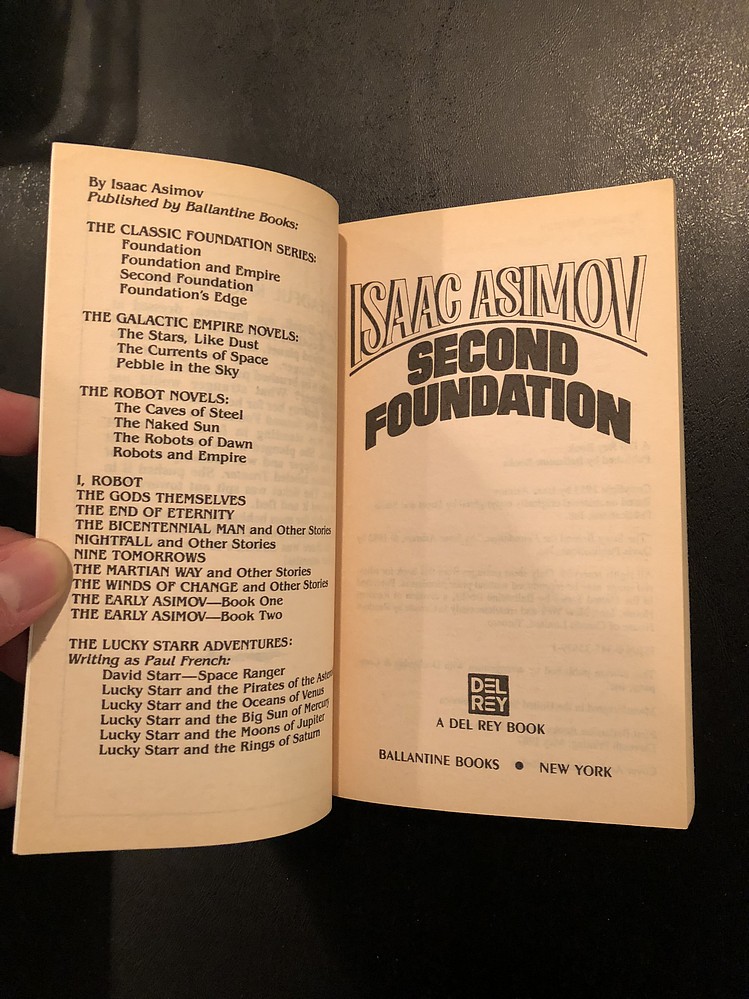 By Isaac Asimov
Published by Ballantine Books:
THE CLASSIC FOUNDATION SERIES:
Foundation
Foundation and Empire
Second Foundation
Foundation's Edge
THE GALACTIC EMPIRE NOVELS:
The Stars, Like Dust
The Currents of Space
Pebble in the Sky
THE ROBOT NOVELS:
The Caves of Steel
The Naked Sun
The Robots of Dawn
Robots and Empire
I, ROBOT
THE GODS THEMSELVES
THE END OF ETERNITY
THE BICENTENNIAL MAN and Other Stories
NIGHTFALL and Other Stories
NINE TOMORROWS
THE MARTIAN WAY and Other Stories
THE WINDS OF CHANGE and Other Stories
THE EARLY ASIMOV—Book One
THE EARLY ASIMOV—Book Two
THE LUCKY STARR ADVENTURES:
Writing as Paul French:
David Starr—Space Ranger
Lucky Starr and the Pirates of the
Lucky Starr and the Oceans of Venus
Lucky Starr and the Big Sun of Mercury
Lucky Starr and the Moons of Jupiter
Lucky Starr and the Rings of Saturn
ISAAC ASIMOV
SECOND
FOUNDATION
DEL
REY
A DEL REY BOOK
BALLANTINE BOOKS ● NEW YORK